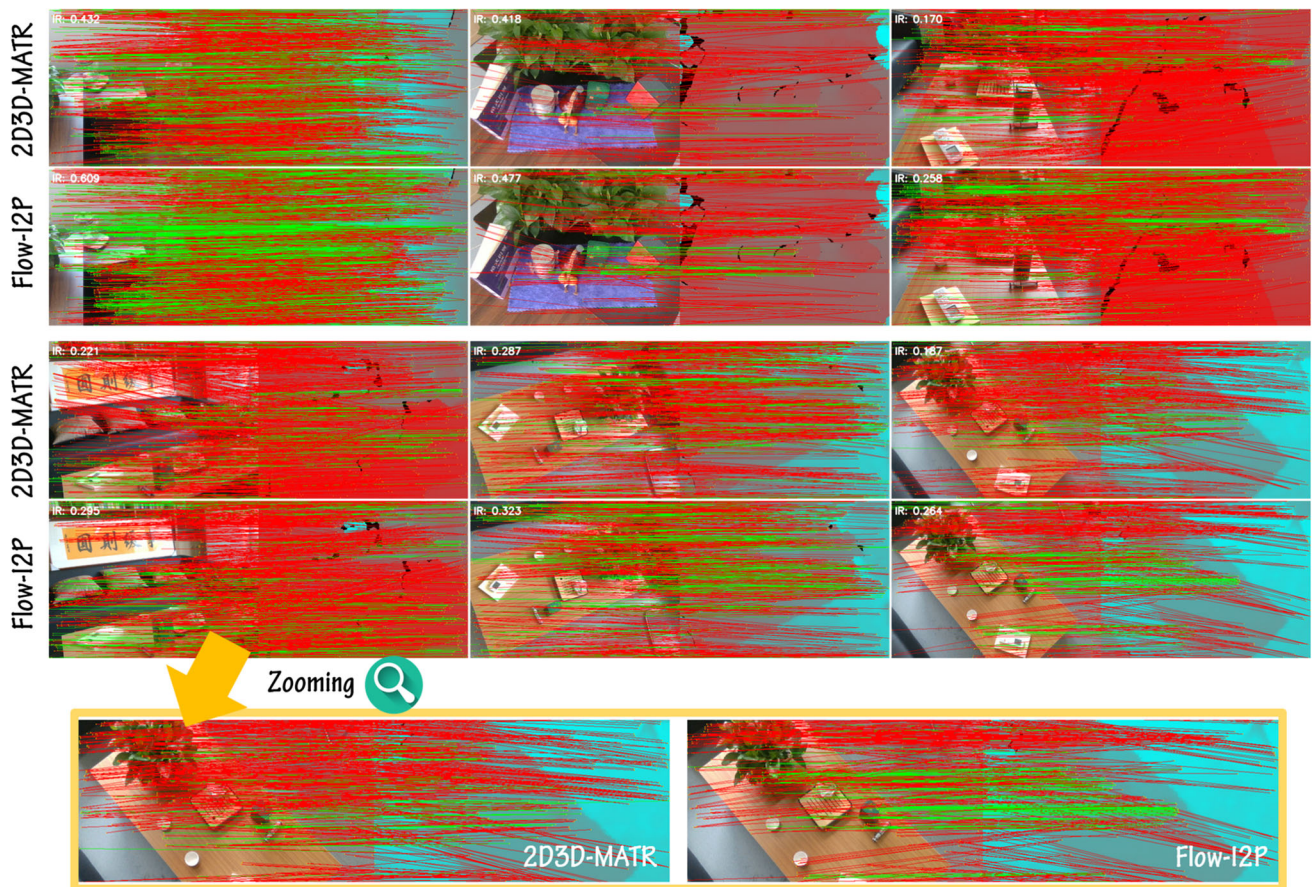 2D3D-MATR
IR: 0.432
IR: 0.418
IR: 0.170
Flow-I2P
IR: 0.609
IR: 0.477
IR: 0.258
2D3D-MATR
IR: 0.221
IR: 0.287
IR: 0.187
Flow-I2P
IR: 0.295
IR: 0.323
IR: 0.264
Zooming
2D3D-MATR
Flow-I2P